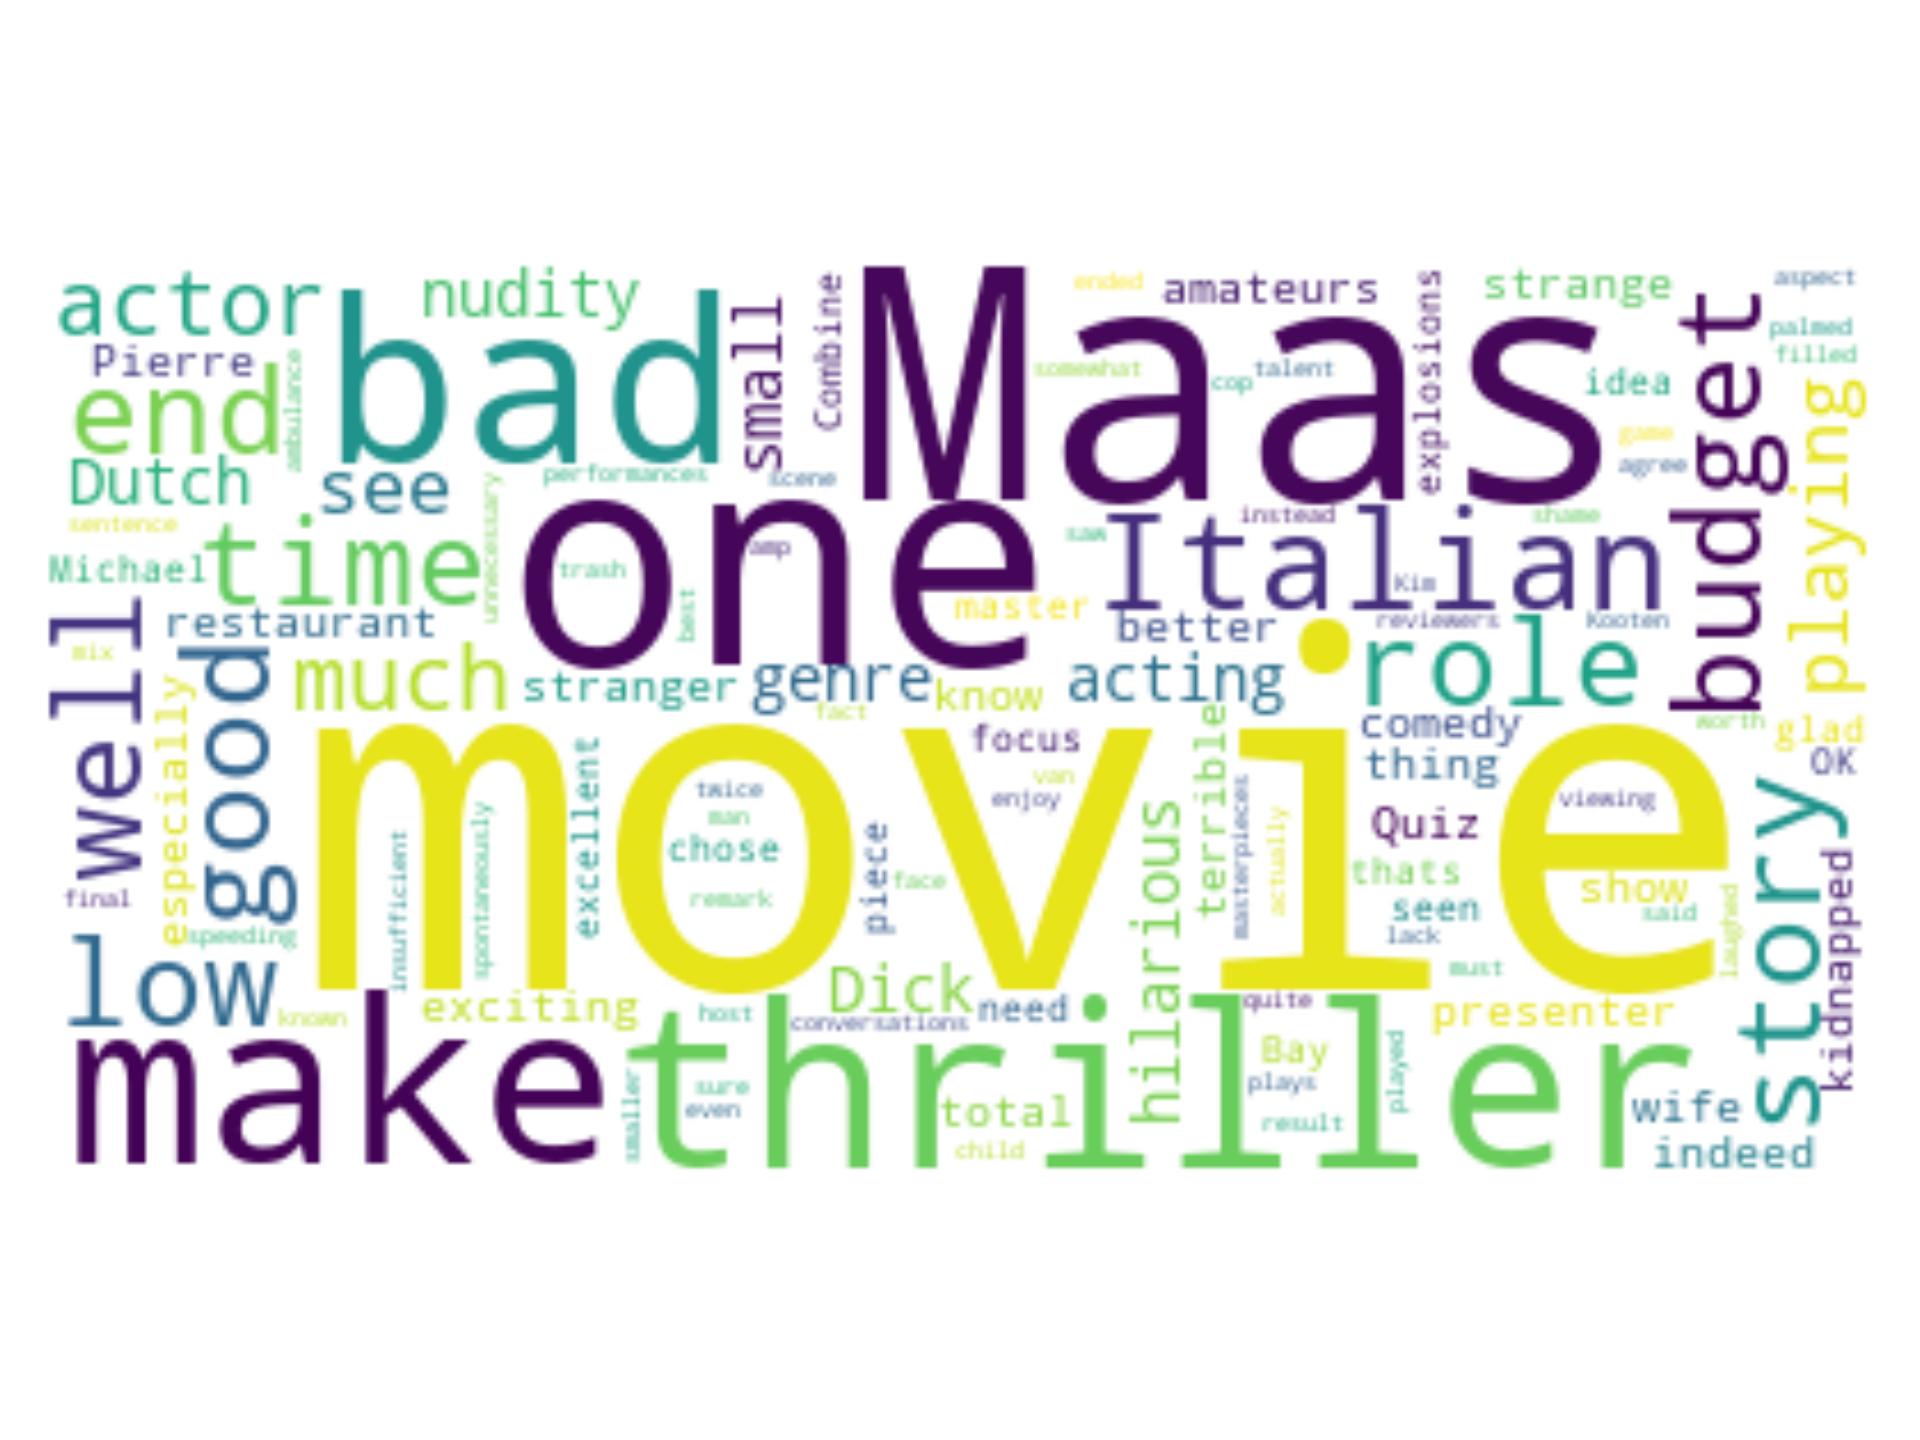 actor
nudity
bad
small
Combine
Maas
ended
amateurs
explosions
strange
aspect
Pierre
ambulance
somewhat
cop
talent
idea
budget
palmed
filled
end
playing
game
agree
Dutch
see
performances
scene
sentence
time
unnecessary
one
amp
saw
instead
shame
Italian
Michael
trash
best
master
Kim
well
restaurant
better
reviewers
Kooten
role
mix
good
much
stranger
genre
know
acting
especially
fact
focus
terrible
comedy
worth
glad
movie
excellent
twice
van
enjoy
thing
OK
man
chose
piece
hilarious
masterpieces
actually
Quiz
viewing
story
insufficient
spontaneously
remark
face
thats
show
kidnapped
final
speeding
seen
said
lack
laughed
low
Dick
must
known
exciting
host
conversations
need
quite
presenter
make
thriller
smaller
sure
even
total
Bay
plays
played
result
wife
child
indeed